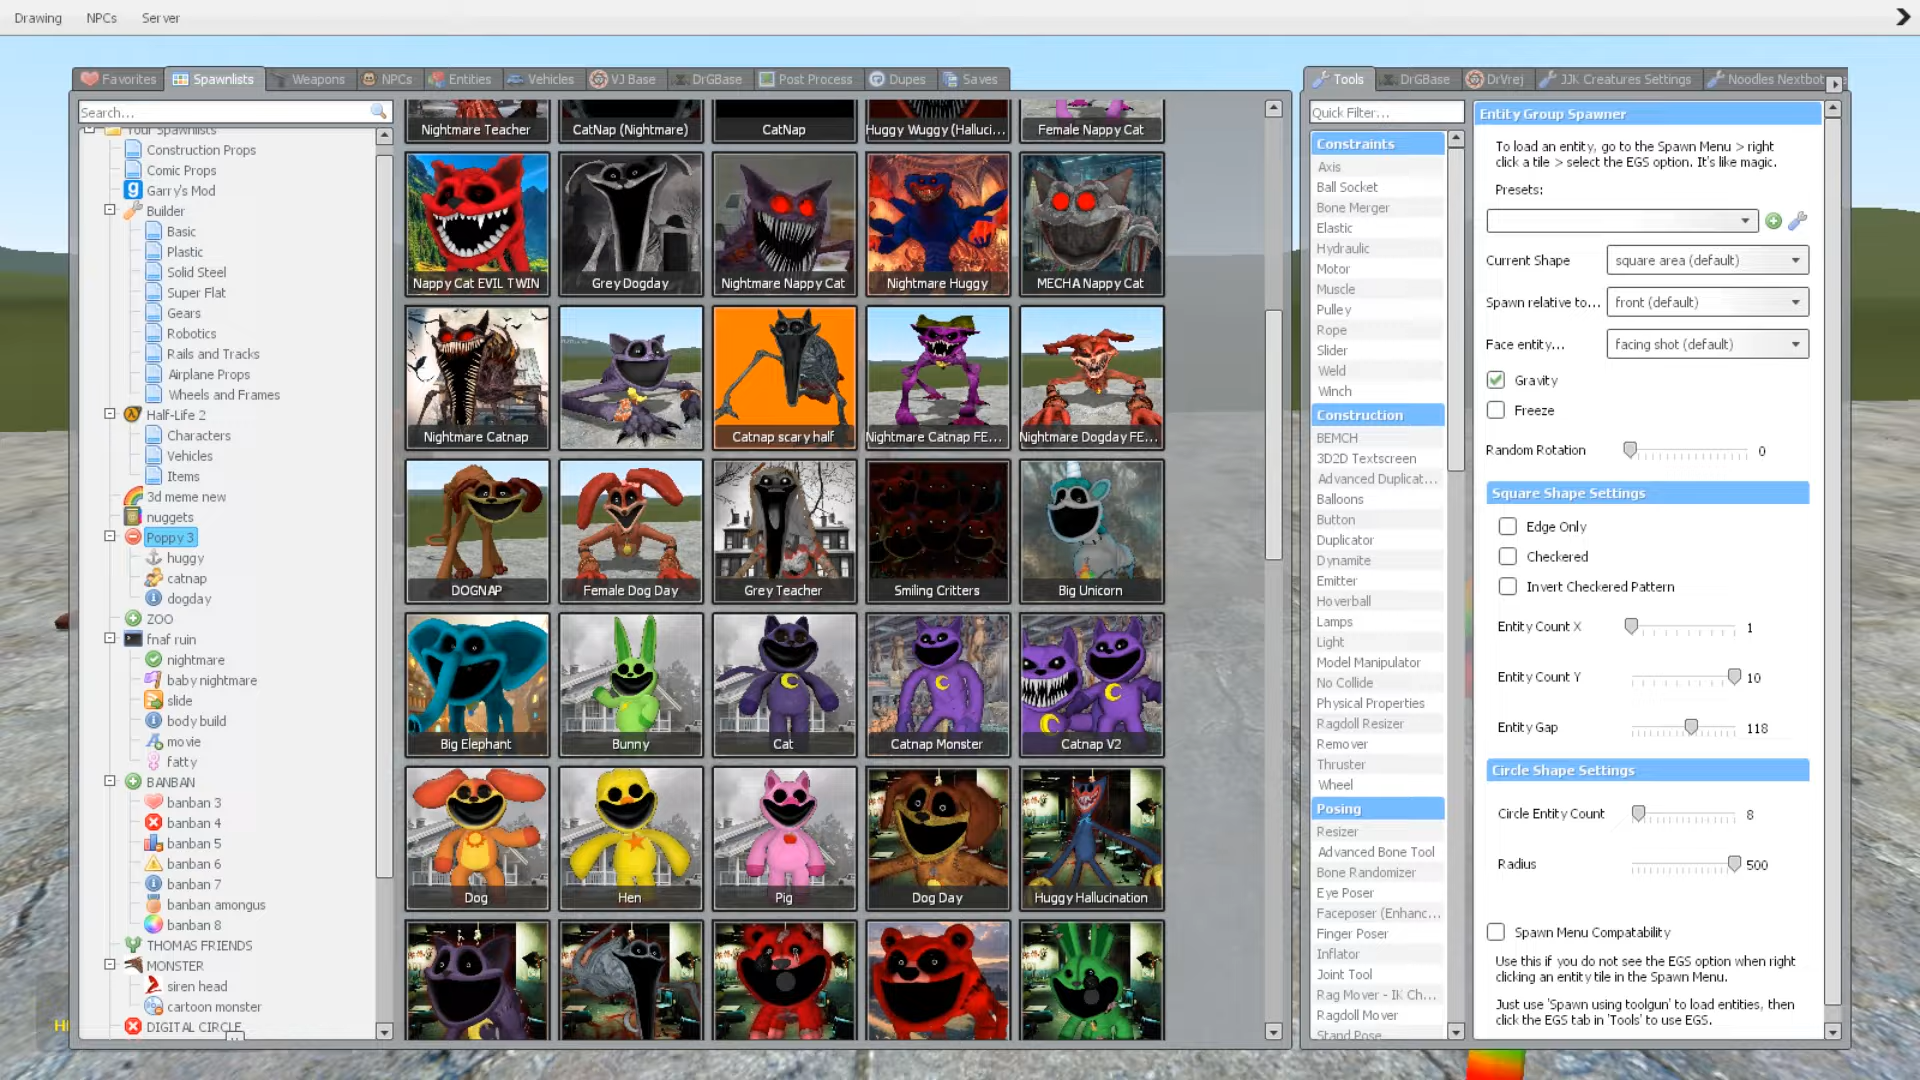 Drawing NPCs Server
Favorites Spawnlists Weapons NPCs Entities Vehicles VJ Base DrGBase Post Process Dupes Saves
Search...
Your Spawnlists
Construction Props
Comic Props
Garry's Mod
Builder
Basic
Plastic
Solid Steel
Super Flat
Gears
Robotics
Rails and Tracks
Airplane Props
Wheels and Frames
Half-Life 2
Characters
Vehicles
Items
3d meme new
nuggets
Poppy 3
huggy
catnap
dogday
ZOO
fnaf ruin
nightmare
baby nightmare
slide
body build
movie
fatty
BANBAN
banban 3
banban 4
banban 5
banban 6
banban 7
banban amongus
banban 8
THOMAS FRIENDS
MONSTER
siren head
cartoon monster
DIGITAL CIRCLE
Nightmare Teacher CatNap (Nightmare) CatNap Huggy Wuggy (Halluci... Female Nappy Cat
Nappy Cat EVIL TWIN Grey Dogday Nightmare Nappy Cat Nightmare Huggy MECHA Nappy Cat
Nightmare Catnap Catnap scary half Nightmare Catnap FE... Nightmare Dogday FE...
DOGNAP Female Dog Day Grey Teacher Smiling Critters Big Unicorn
Big Elephant Bunny Cat Catnap Monster Catnap V2
Dog Hen Pig Dog Day Huggy Hallucination
Tools DrGBase DrVrej JJK Creatures Settings Noodles Nextbot
Quick Filter...
Constraints
Axis
Ball Socket
Bone Merger
Elastic
Hydraulic
Motor
Muscle
Pulley
Rope
Slider
Weld
Winch
Construction
BEMCH
3D2D Textscreen
Advanced Duplicat...
Balloons
Button
Duplicator
Dynamite
Emitter
Hoverball
Lamps
Light
Model Manipulator
No Collide
Physical Properties
Ragdoll Resizer
Remover
Thruster
Wheel
Posing
Resizer
Advanced Bone Tool
Bone Randomizer
Eye Poser
Faceposer (Enhanc...
Finger Poser
Inflator
Joint Tool
Rag Mover - IK Ch...
Ragdoll Mover
Stand Pose
Entity Group Spawner
To load an entity, go to the Spawn Menu > right
click a tile > select the EGS option. It's like magic.
Presets:
Current Shape square area (default)
Spawn relative to... front (default)
Face entity... facing shot (default)
Gravity
Freeze
Random Rotation 0
Square Shape Settings
Edge Only
Checkered
Invert Checkered Pattern
Entity Count X 1
Entity Count Y 10
Entity Gap 118
Circle Shape Settings
Circle Entity Count 8
Radius 500
Spawn Menu Compatability
Use this if you do not see the EGS option when right
clicking an entity tile in the Spawn Menu.
Just use 'Spawn using toolgun' to load entities, then
click the EGS tab in 'Tools' to use EGS.